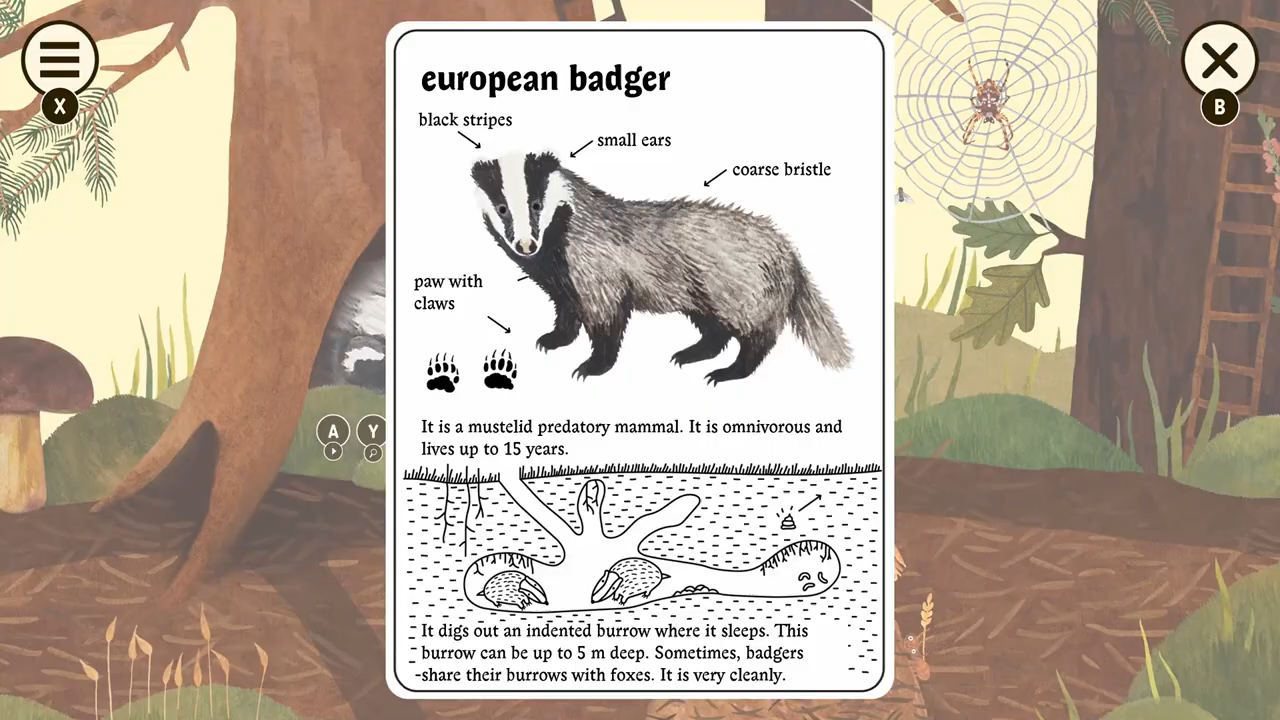 european badger
black stripes
small ears
coarse bristle
paw with
claws
It is a mustelid predatory mammal. It is omnivorous and
lives up to 15 years.
It digs out an indented burrow where it sleeps. This
burrow can be up to 5 m deep. Sometimes, badgers
share their burrows with foxes. It is very cleanly.
X
B
A
Y